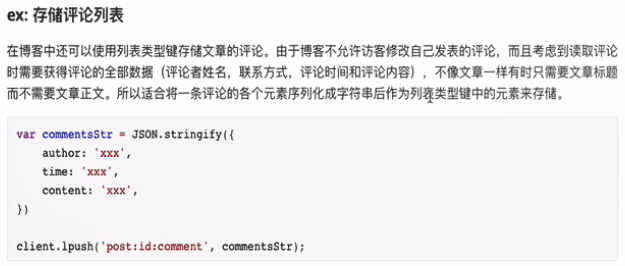 ex: 存储评论列表
在博客中还可以使用列表类型键存储文章的评论。由于博客不允许访客修改自己发表的评论，而且考虑到读取评论
时需要获得评论的全部数据（评论者姓名，联系方式，评论时间和评论内容），不像文章一样有时只需要文章标题
而不需要文章正文。所以适合将一条评论的各个元素序列化成字符串后作为列表类型键中的元素来存储。
var commentsStr = JSON.stringify({
    author: 'xxx',
    time: 'xxx',
    content: 'xxx',
})
client.lpush('post:id:comment', commentsStr);